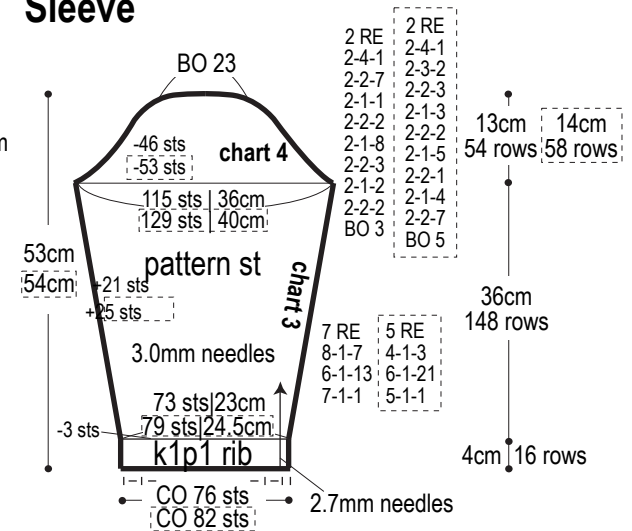 Sleeve
BO 23
-46 sts
-53 sts
chart 4
115 sts | 36cm
129 sts | 40cm
pattern st
+21 sts
+25 sts
chart 3
3.0mm needles
73 sts|23cm
79 sts|24.5cm
-3 sts
k1p1 rib
CO 76 sts
CO 82 sts
2.7mm needles
53cm
54cm
m
2 RE
2-4-1
2-2-7
2-1-1
2-2-2
2-1-8
2-2-3
2-1-2
2-2-2
BO 3
2 RE
2-4-1
2-3-2
2-2-3
2-1-3
2-2-2
2-1-5
2-2-1
2-1-4
2-2-7
BO 5
7 RE
8-1-7
6-1-13
7-1-1
5 RE
4-1-3
6-1-21
5-1-1
13cm
54 rows
14cm
58 rows
36cm
148 rows
4cm 16 rows